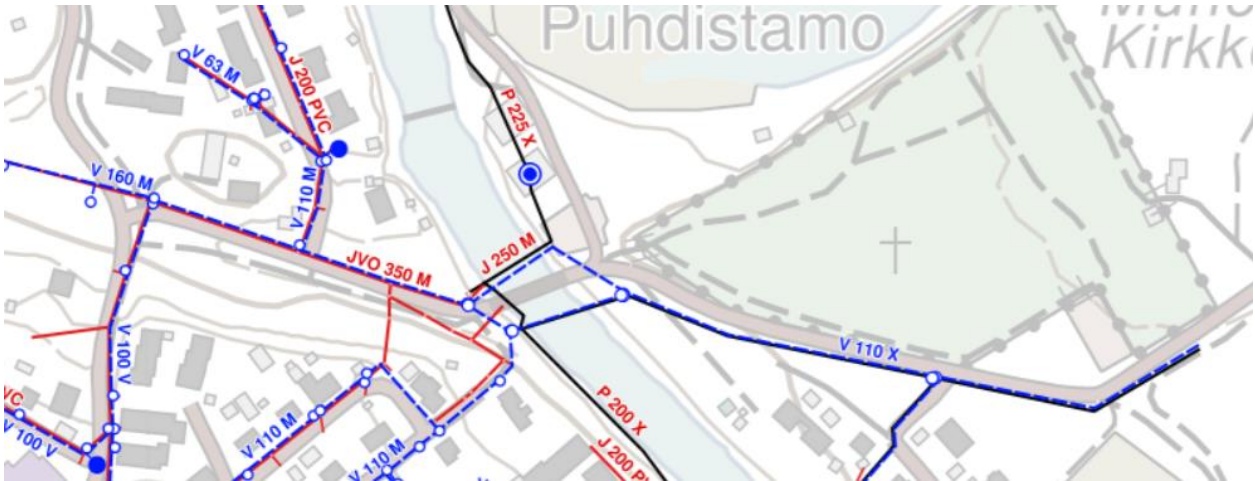 Puhdistamo
Kirkko
V 63 M
J 200 PVC
P 225 X
V 160 M
V 110 M
J 250 M
JVO 350 M
V 110 X
V 100 V
VC
V 100 V
V 110 M
V 110 M
P 200 X
J 200 PV